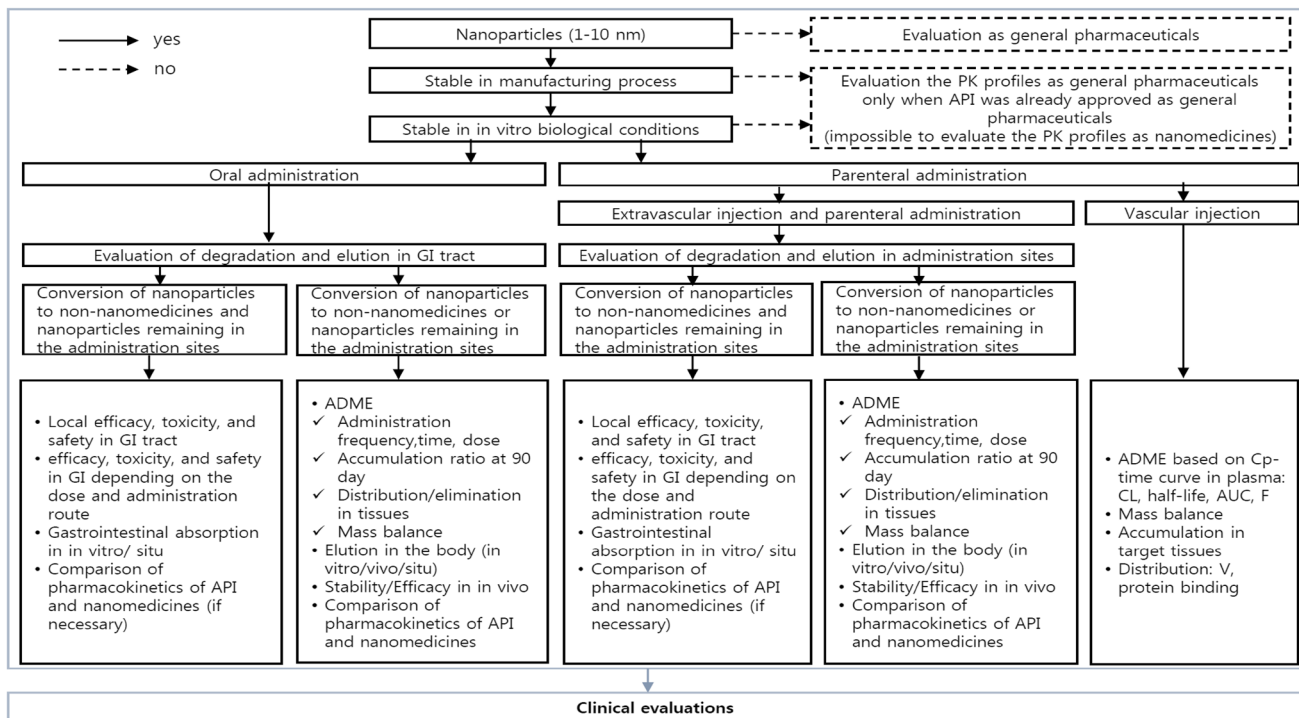 yes
no
Nanoparticles (1-10 nm)
Evaluation as general pharmaceuticals
Stable in manufacturing process
Evaluation the PK profiles as general pharmaceuticals
only when API was already approved as general
pharmaceuticals
(impossible to evaluate the PK profiles as nanomedicines)
Stable in in vitro biological conditions
Oral administration
Parenteral administration
Extravascular injection and parenteral administration
Vascular injection
Evaluation of degradation and elution in GI tract
Evaluation of degradation and elution in administration sites
Conversion of nanoparticles
to non-nanomedicines and
nanoparticles remaining in
the administration sites
Conversion of nanoparticles
to non-nanomedicines or
nanoparticles remaining in
the administration sites
Conversion of nanoparticles
to non-nanomedicines and
nanoparticles remaining in
the administration sites
Conversion of nanoparticles
to non-nanomedicines or
nanoparticles remaining in
the administration sites
• Local efficacy, toxicity, and
safety in GI tract
• efficacy, toxicity, and safety
in GI depending on the
dose and administration
route
• Gastrointestinal absorption
in in vitro/ situ
• Comparison of
pharmacokinetics of API
and nanomedicines (if
necessary)
• ADME
✓ Administration
frequency,time, dose
✓ Accumulation ratio at 90
day
✓ Distribution/elimination
in tissues
✓ Mass balance
• Elution in the body (in
vitro/vivo/situ)
• Stability/Efficacy in in vivo
• Comparison of
pharmacokinetics of API
and nanomedicines
• Local efficacy, toxicity,
and safety in GI tract
• efficacy, toxicity, and
safety in GI depending on
the dose and
administration route
• Gastrointestinal
absorption in in vitro/ situ
• Comparison of
pharmacokinetics of API
and nanomedicines (if
necessary)
• ADME
✓ Administration
frequency,time, dose
✓ Accumulation ratio at 90
day
✓ Distribution/elimination
in tissues
✓ Mass balance
• Elution in the body (in
vitro/vivo/situ)
• Stability/Efficacy in in vivo
• Comparison of
pharmacokinetics of API
and nanomedicines
• ADME based on Cp-
time curve in plasma:
CL, half-life, AUC, F
• Mass balance
• Accumulation in
target tissues
• Distribution: V,
protein binding
Clinical evaluations